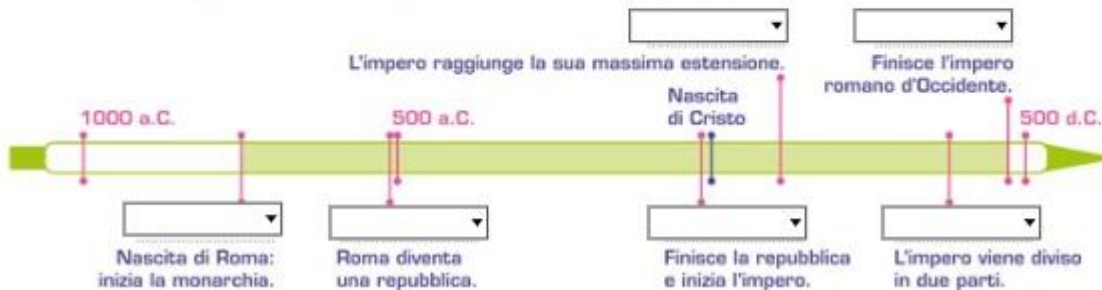 L'impero raggiunge la sua massima estensione.
Finisce l'impero
romano d'Occidente.
1000 a.C.
500 a.C.
Nascita
di Cristo
500 d.C.
Nascita di Roma:
inizia la monarchia.
Roma diventa
una repubblica.
Finisce la repubblica
e inizia l'impero.
L'impero viene diviso
in due parti.